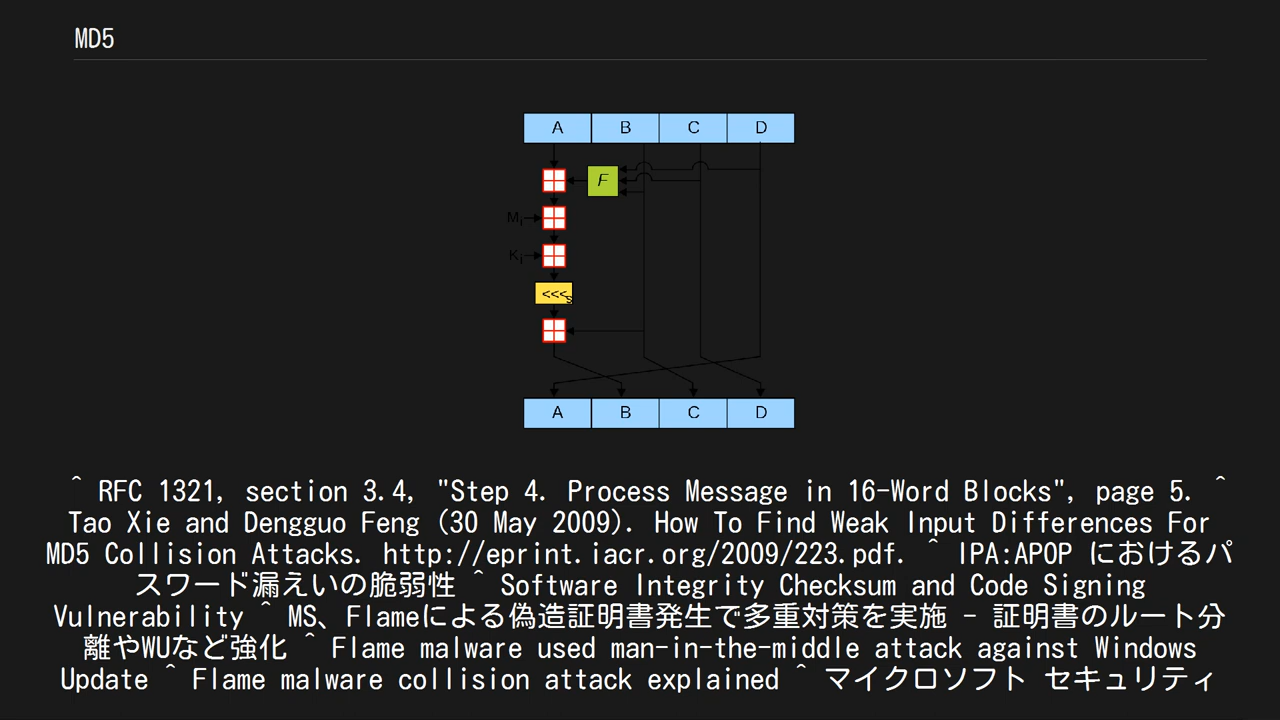 MD5
A B C D
F
Mi
Ki
<<<s
A B C D
^ RFC 1321, section 3.4, "Step 4. Process Message in 16-Word Blocks", page 5. ^
Tao Xie and Dengguo Feng (30 May 2009). How To Find Weak Input Differences For
MD5 Collision Attacks. http://eprint.iacr.org/2009/223.pdf. ^ IPA:APOP におけるパ
スワード漏えいの脆弱性 ^ Software Integrity Checksum and Code Signing
Vulnerability ^ MS、Flameによる偽造証明書発生で多重対策を実施 - 証明書のルート分
離やWUなど強化 ^ Flame malware used man-in-the-middle attack against Windows
Update ^ Flame malware collision attack explained ^ マイクロソフト セキュリティ